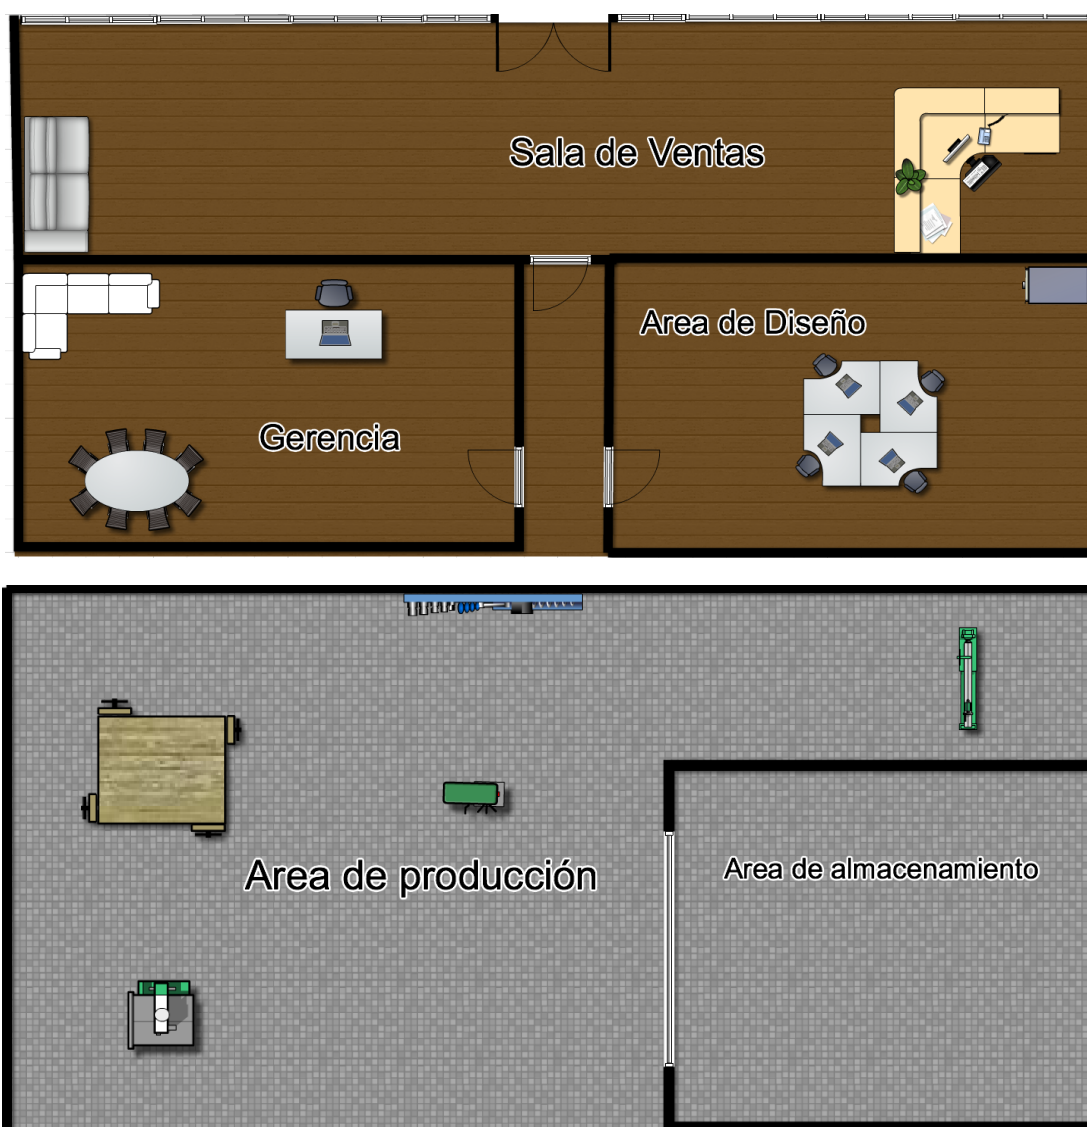 Sala de Ventas
Area de Diseño
Gerencia
Area de producción
Area de almacenamiento